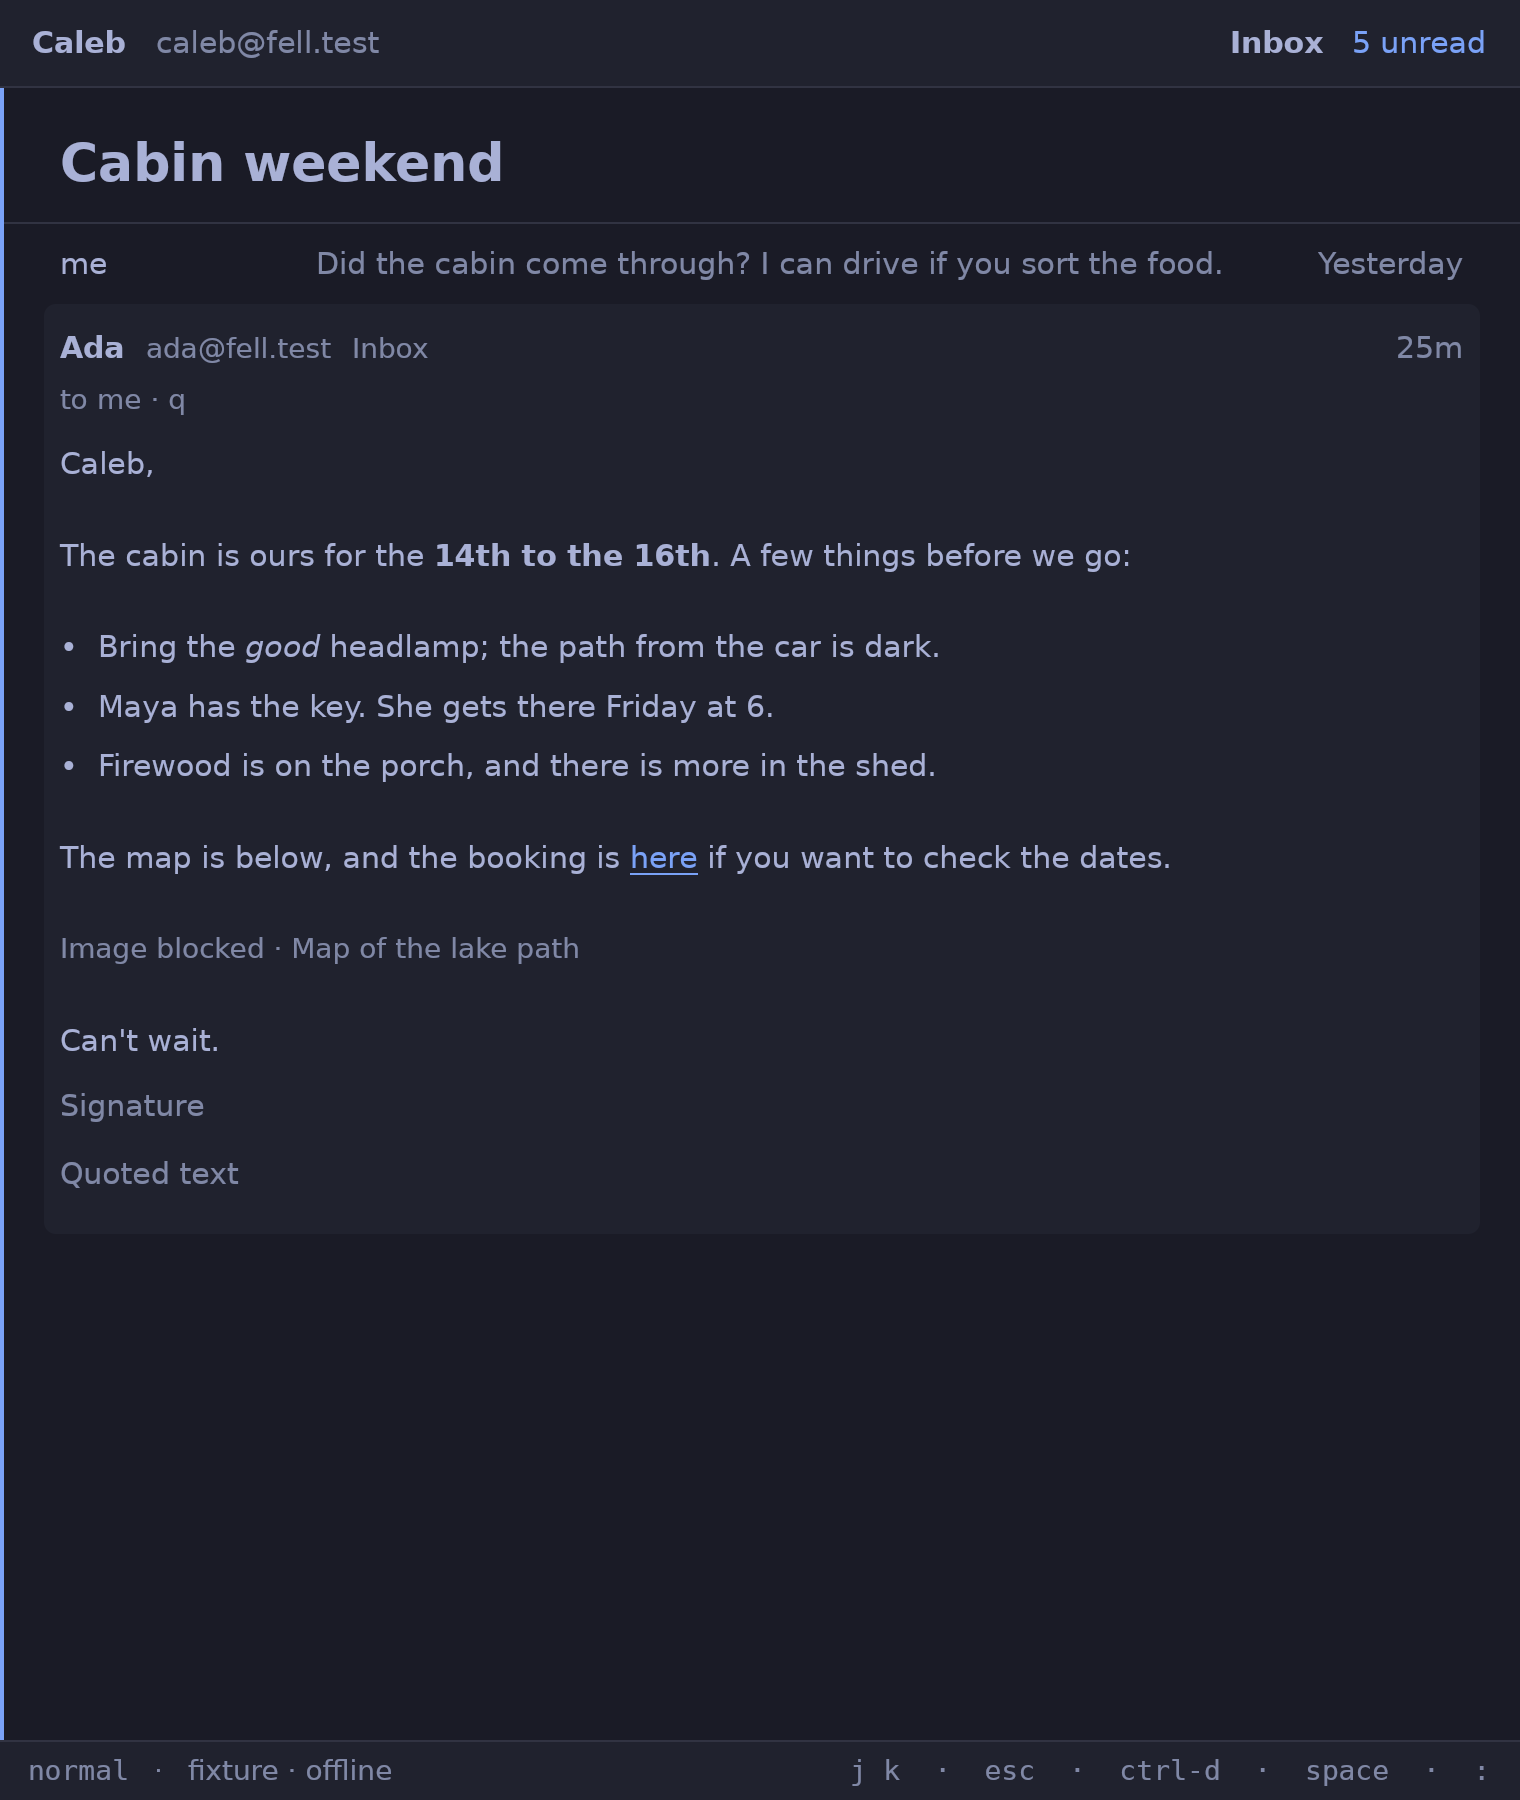 Caleb caleb@fell.test Inbox 5 unread
Cabin weekend
me Did the cabin come through? I can drive if you sort the food. Yesterday
Ada ada@fell.test Inbox 25m
to me · q
Caleb,
The cabin is ours for the 14th to the 16th. A few things before we go:
• Bring the good headlamp; the path from the car is dark.
• Maya has the key. She gets there Friday at 6.
• Firewood is on the porch, and there is more in the shed.
The map is below, and the booking is here if you want to check the dates.
Image blocked · Map of the lake path
Can't wait.
Signature
Quoted text
normal · fixture · offline j k · esc · ctrl-d · space · :